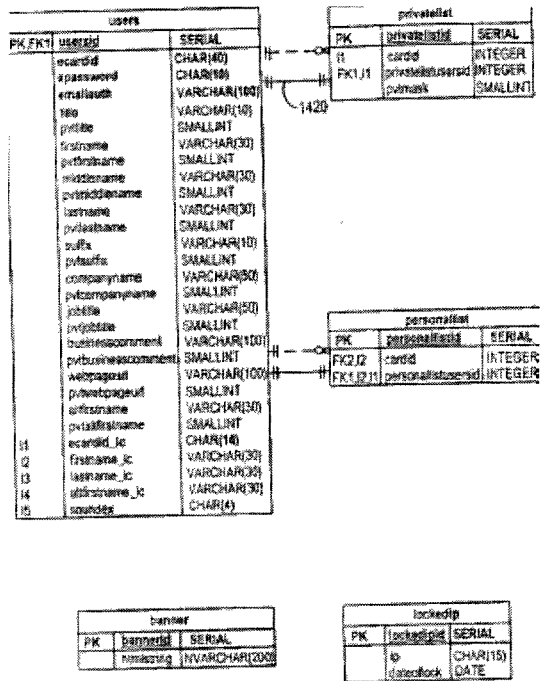 users
PK,FK1 usersid SERIAL
ecardid CHAR(40)
apassword CHAR(10)
emailauth VARCHAR(100)
title VARCHAR(10)
pvttitle SMALLINT
firstname VARCHAR(30)
pvtfirstname SMALLINT
middlename VARCHAR(30)
pvtmiddlename SMALLINT
lastname VARCHAR(30)
pvtlastname SMALLINT
suffix VARCHAR(10)
pvtsuffix SMALLINT
companyname VARCHAR(50)
pvtcompanyname SMALLINT
jobtitle VARCHAR(50)
pvtjobtitle SMALLINT
businesscomment VARCHAR(100)
pvtbusinesscomment SMALLINT
webpageurl VARCHAR(100)
pvtwebpageurl SMALLINT
altfirstname VARCHAR(30)
pvtaltfirstname SMALLINT
I1 ecardid_lc CHAR(10)
I2 firstname_lc VARCHAR(30)
I3 lastname_lc VARCHAR(30)
I4 altfirstname_lc VARCHAR(30)
I5 soundex CHAR(4)
privatelist
PK privatelistid SERIAL
I1 cardid INTEGER
FK1,I1 privatelistusersid INTEGER
pvtmask SMALLINT
1420
personallist
PK personallistid SERIAL
FK2,I2 cardid INTEGER
FK1,I2,I1 personallistusersid INTEGER
banner
PK bannerid SERIAL
htmlstring NVARCHAR(200)
lockedip
PK lockedipid SERIAL
ip CHAR(15)
dateoflock DATE